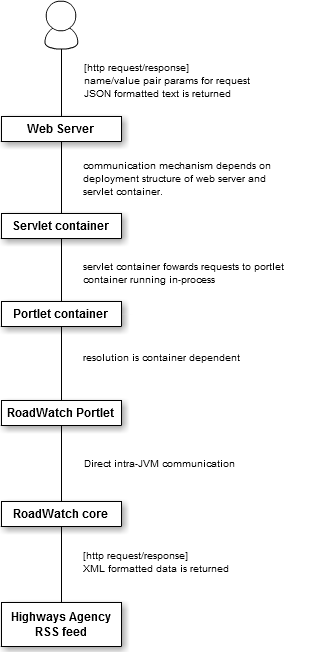 [http request/response]
name/value pair params for request
JSON formatted text is returned
Web Server
communication mechanism depends on
deployment structure of web server and
servlet container.
Servlet container
servlet container fowards requests to portlet
container running in-process
Portlet container
resolution is container dependent
RoadWatch Portlet
Direct intra-JVM communication
RoadWatch core
[http request/response]
XML formatted data is returned
Highways Agency
RSS feed